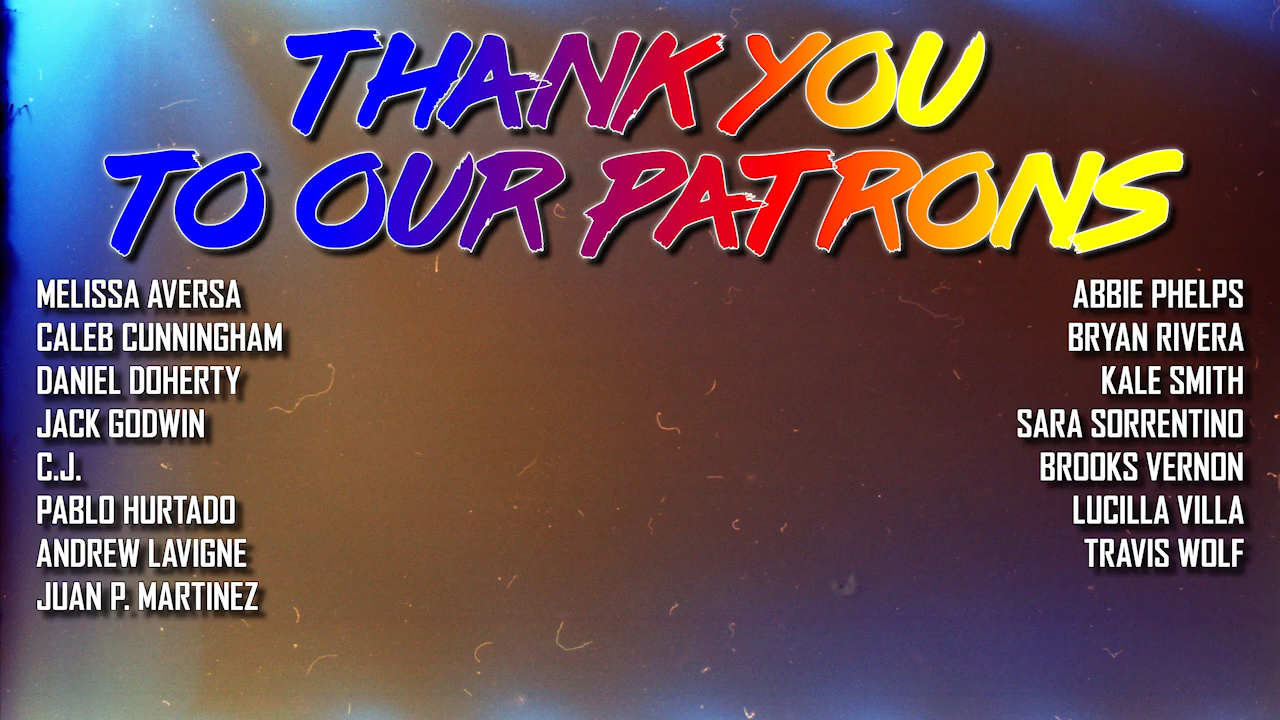 THANK YOU
TO OUR PATRONS
MELISSA AVERSA
CALEB CUNNINGHAM
DANIEL DOHERTY
JACK GODWIN
C.J.
PABLO HURTADO
ANDREW LAVIGNE
JUAN P. MARTINEZ
ABBIE PHELPS
BRYAN RIVERA
KALE SMITH
SARA SORRENTINO
BROOKS VERNON
LUCILLA VILLA
TRAVIS WOLF